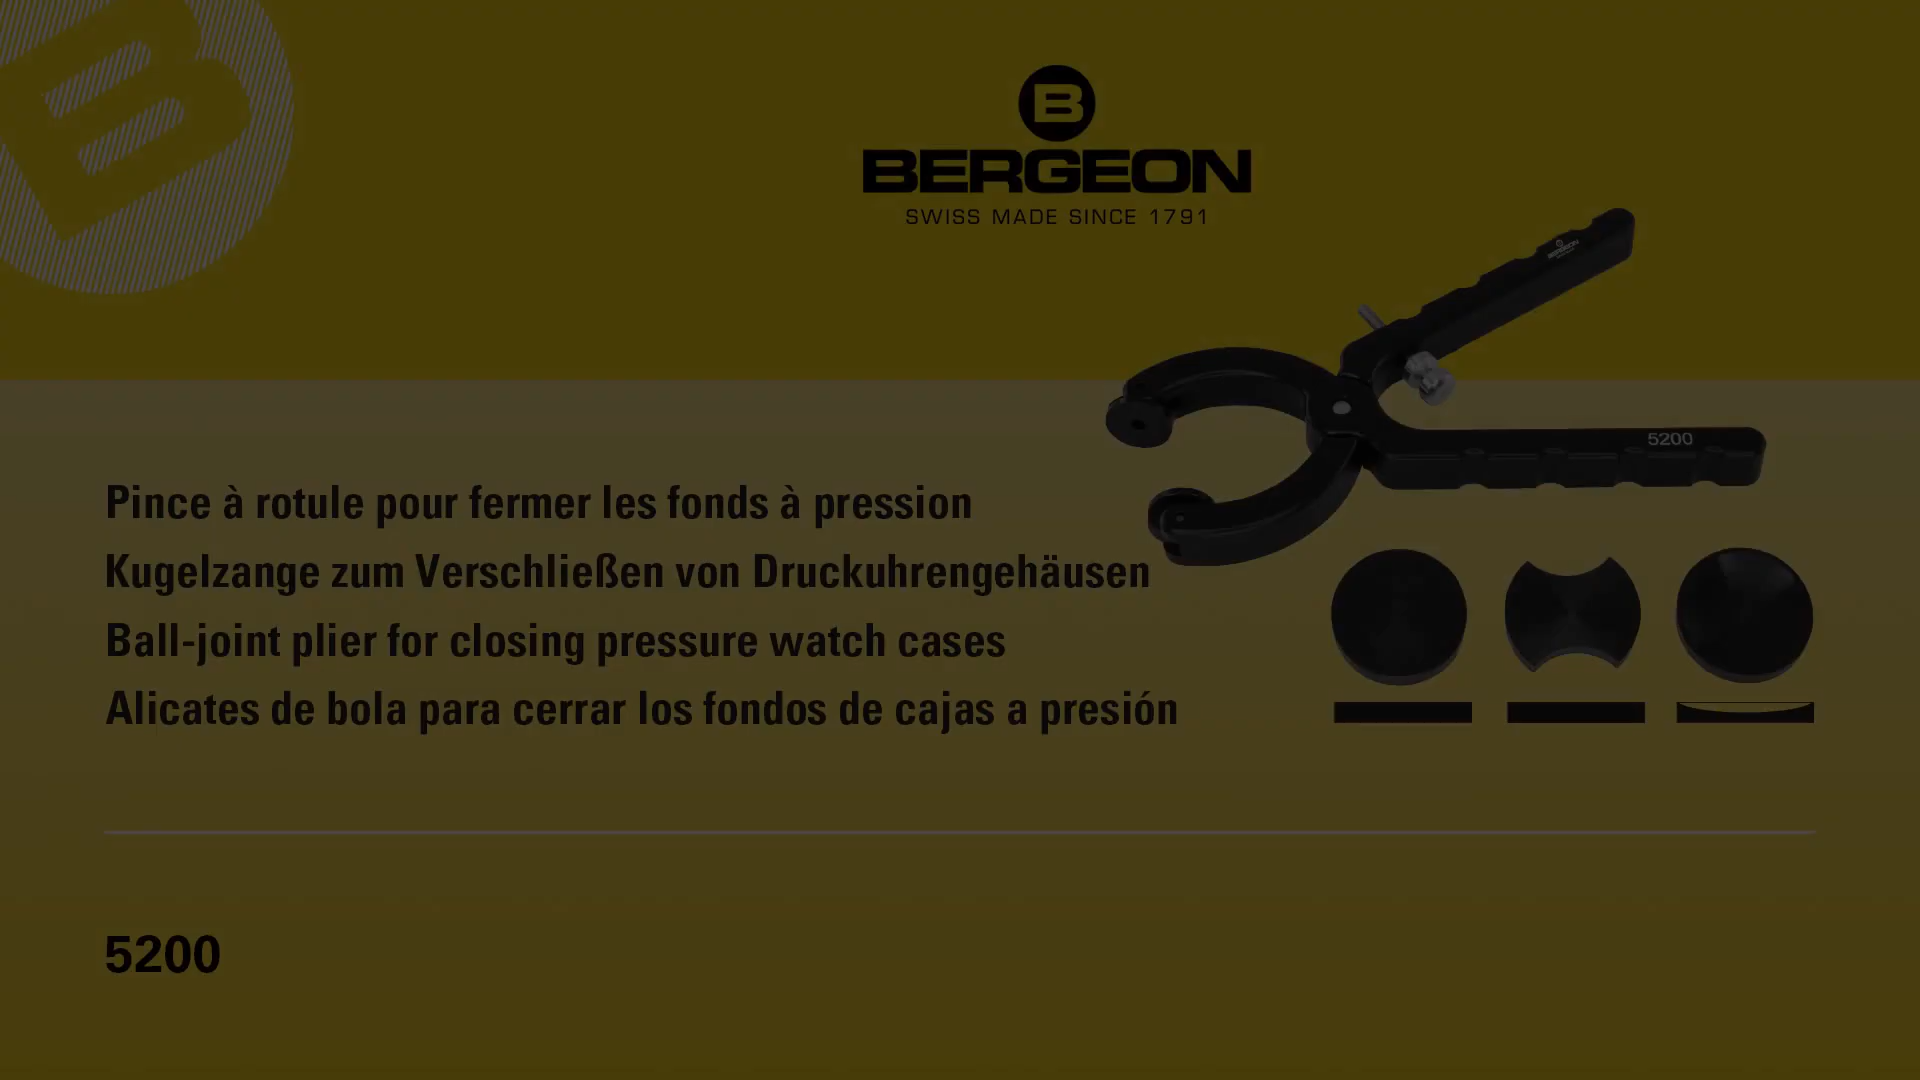 B
B
BERGEON
SWISS MADE SINCE 1791
BERGEON
5200
Pince à rotule pour fermer les fonds à pression
Kugelzange zum Verschließen von Druckuhrengehäusen
Ball-joint plier for closing pressure watch cases
Alicates de bola para cerrar los fondos de cajas a presión
5200